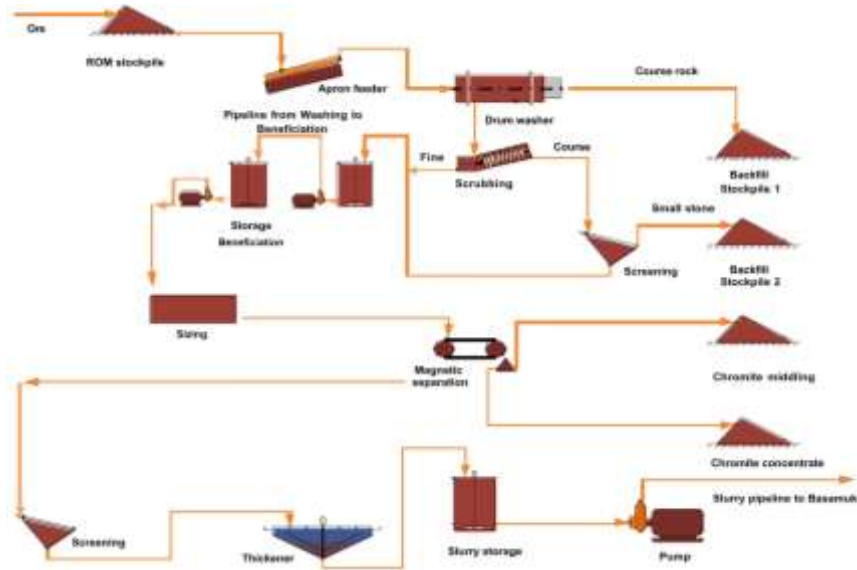 Ore
ROM stockpile
Apron feeder
Course rock
Drum washer
Pipeline from Washing to
Beneficiation
Fine
Course
Scrubbing
Backfill
Stockpile 1
Small stone
Storage
Beneficiation
Screening
Backfill
Stockpile 2
Sizing
Magnetic
separation
Chromite middling
Chromite concentrate
Slurry pipeline to Basamuk
Screening
Thickener
Slurry storage
Pump